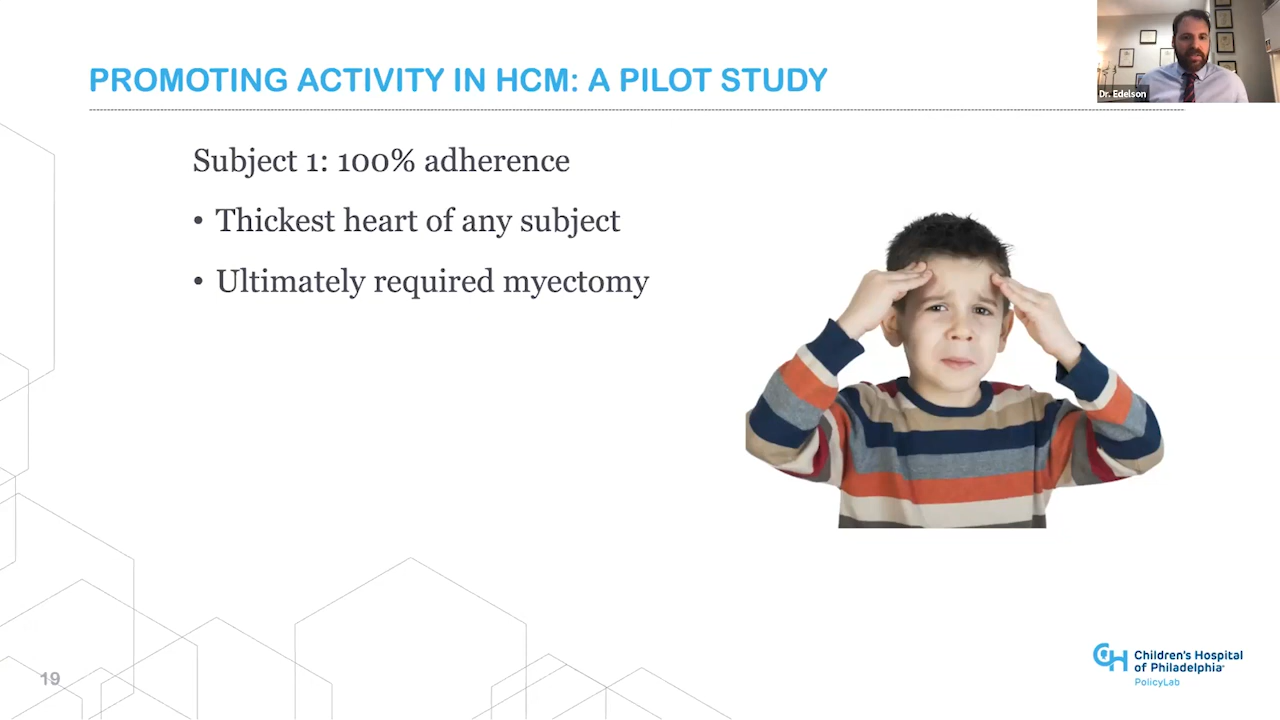 PROMOTING ACTIVITY IN HCM: A PILOT STUDY
Dr. Edelson
Subject 1: 100% adherence
• Thickest heart of any subject
• Ultimately required myectomy
19
CH Children's Hospital
of Philadelphia
PolicyLab